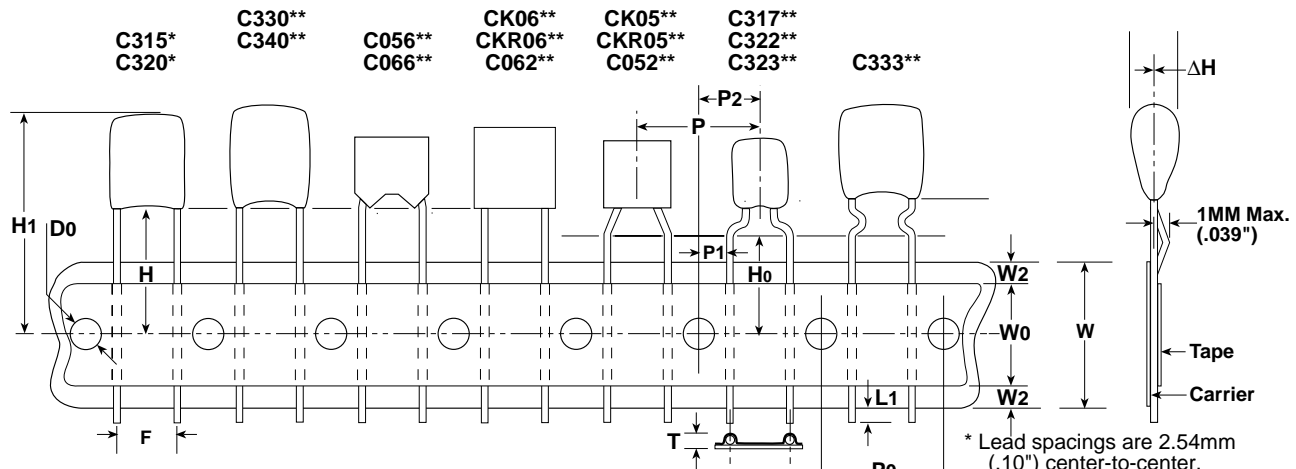 C315*
C320*
C330**
C340**
C056**
C066**
CK06**
CKR06**
C062**
CK05**
CKR05**
C052**
C317**
C322**
C323**
C333**
P2
P
ΔH
H1
D0
H
P1
H0
1MM Max.
(.039")
W2
W0
W
W2
Tape
Carrier
L1
F
T
P0
* Lead spacings are 2.54mm
(.10") center-to-center.